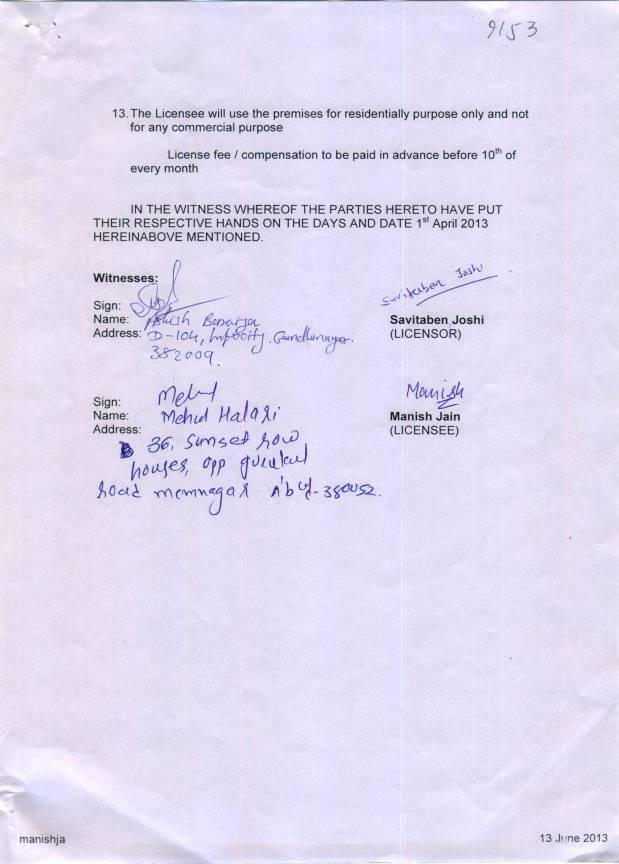 9153
13. The Licensee will use the premises for residentially purpose only and not
for any commercial purpose
License fee / compensation to be paid in advance before 10th of
every month
IN THE WITNESS WHEREOF THE PARTIES HERETO HAVE PUT
THEIR RESPECTIVE HANDS ON THE DAYS AND DATE 1st April 2013
HEREINABOVE MENTIONED.
Witnesses:
Sign:
Name: Ashish
Address: D-104, Infocity, Gandhinagar.
382009.
Savitaben Joshi
Savitaben Joshi
(LICENSOR)
Sign: Mehul
Name: Mehul Halari
Address:
36, Sunset row
houses, opp gurukul
road memnagar A'bad-380052.
Manish
Manish Jain
(LICENSEE)
manishja
13 June 2013